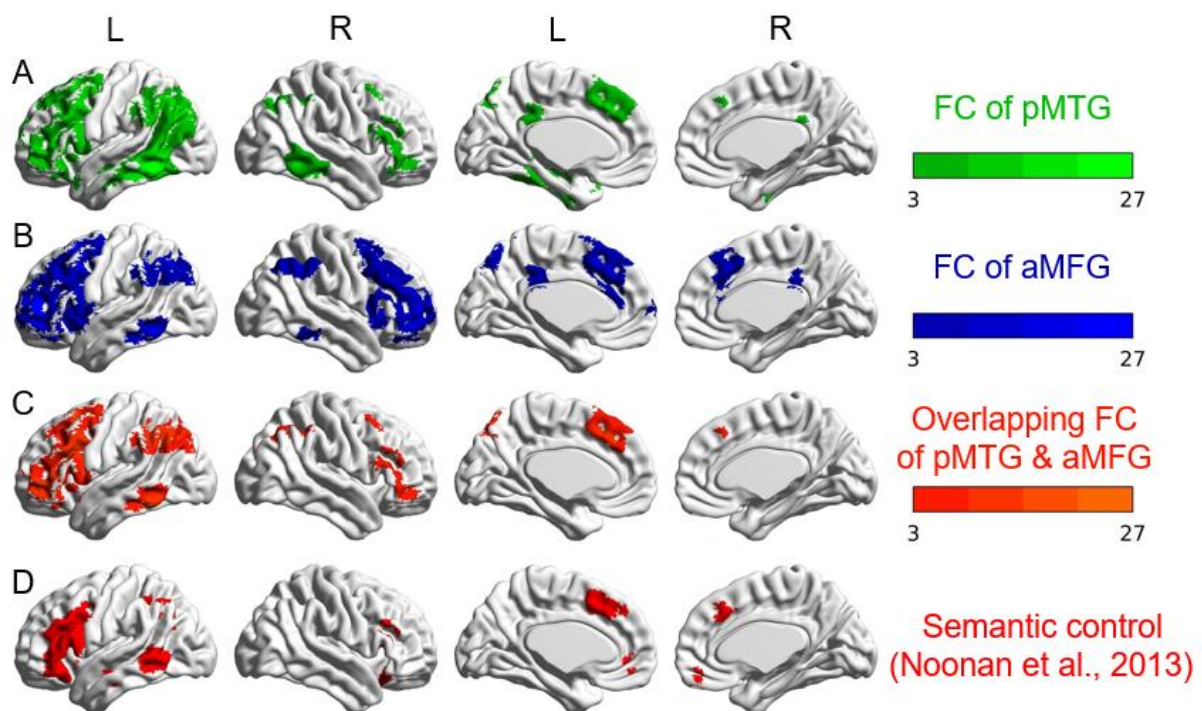 L R L R
A
FC of pMTG
3 27
B
FC of aMFG
3 27
C
Overlapping FC
of pMTG & aMFG
3 27
D
Semantic control
(Noonan et al., 2013)